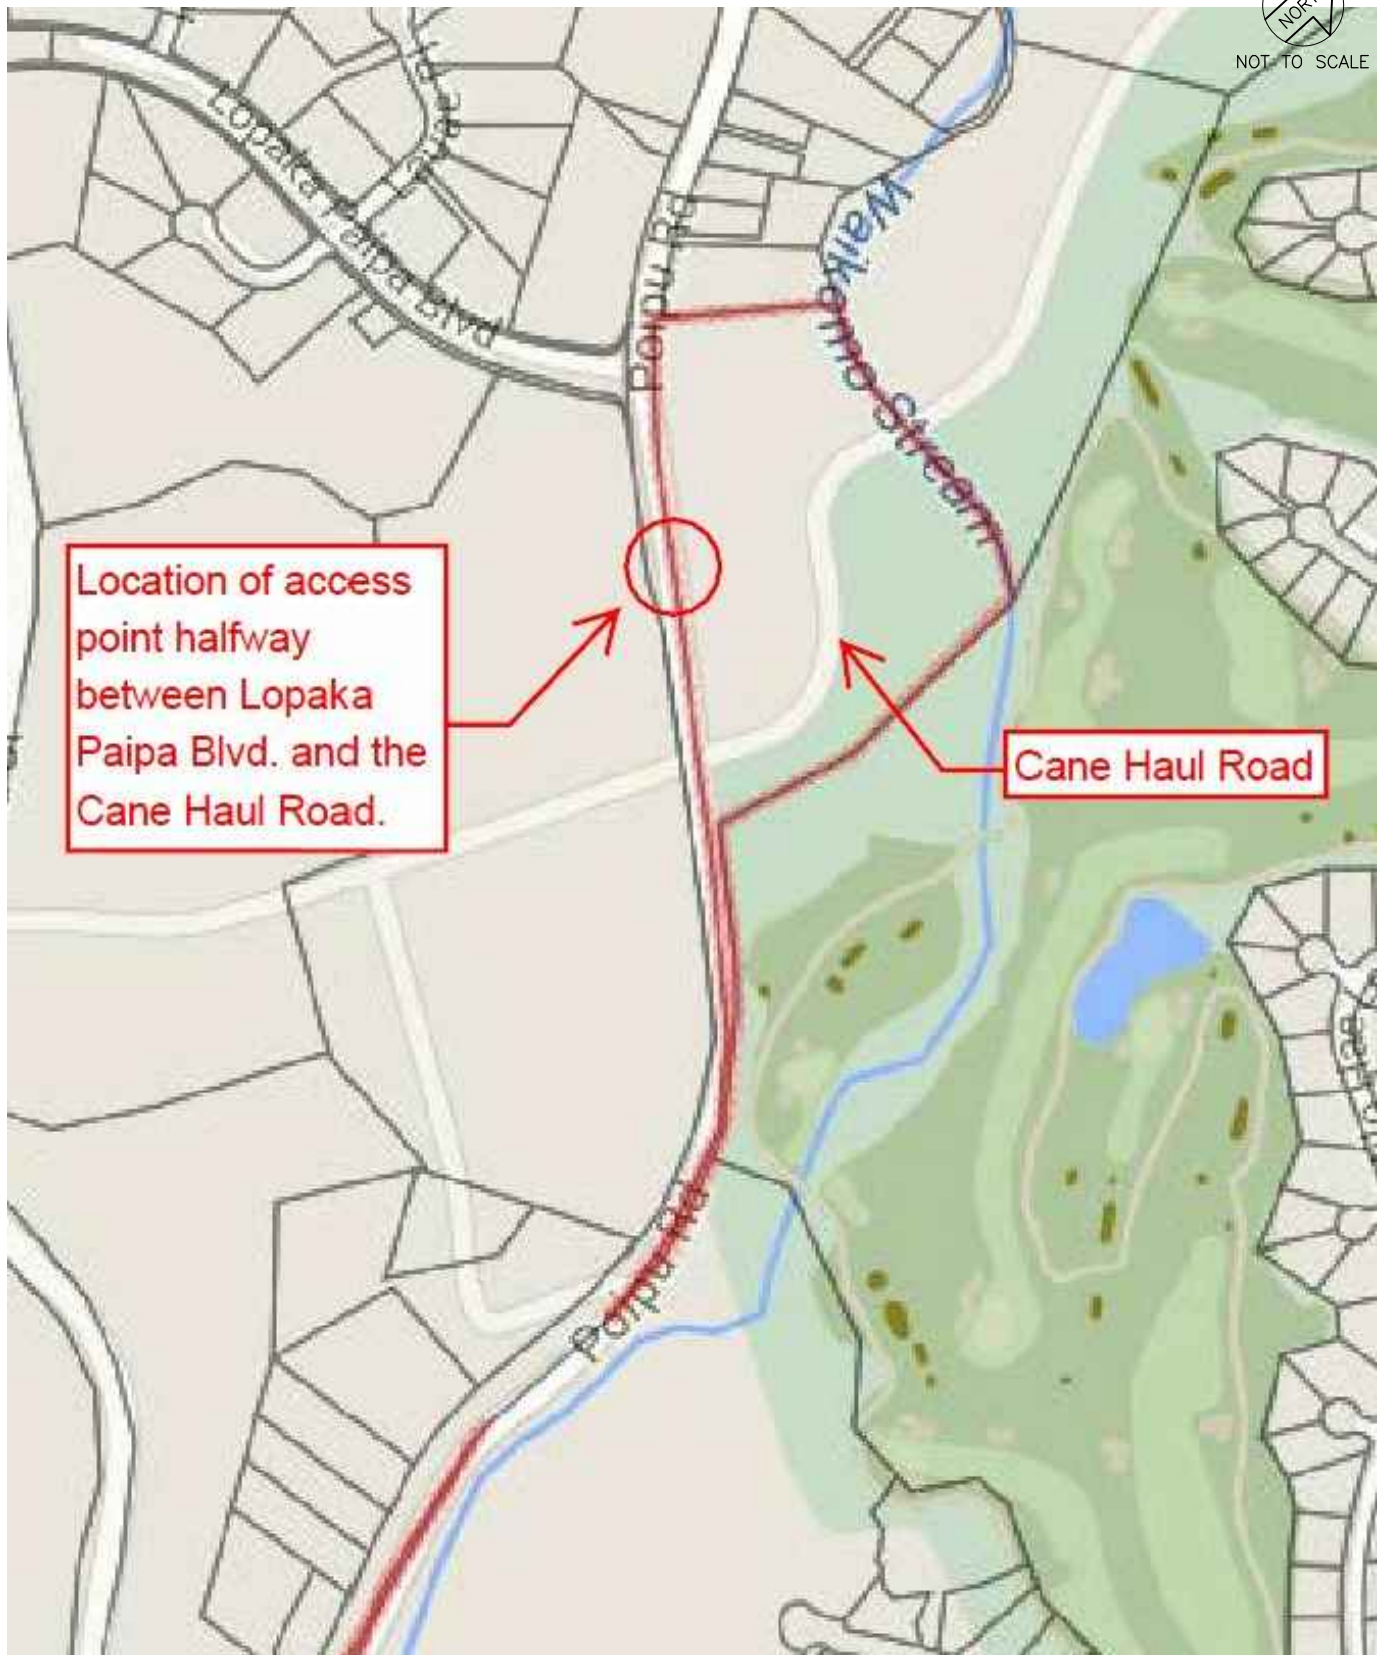 NORTH
NOT TO SCALE
Lopaka Paipa Blvd
Poipu Rd
Waikomo Stream
Location of access
point halfway
between Lopaka
Paipa Blvd. and the
Cane Haul Road.
Cane Haul Road
Poipu Rd